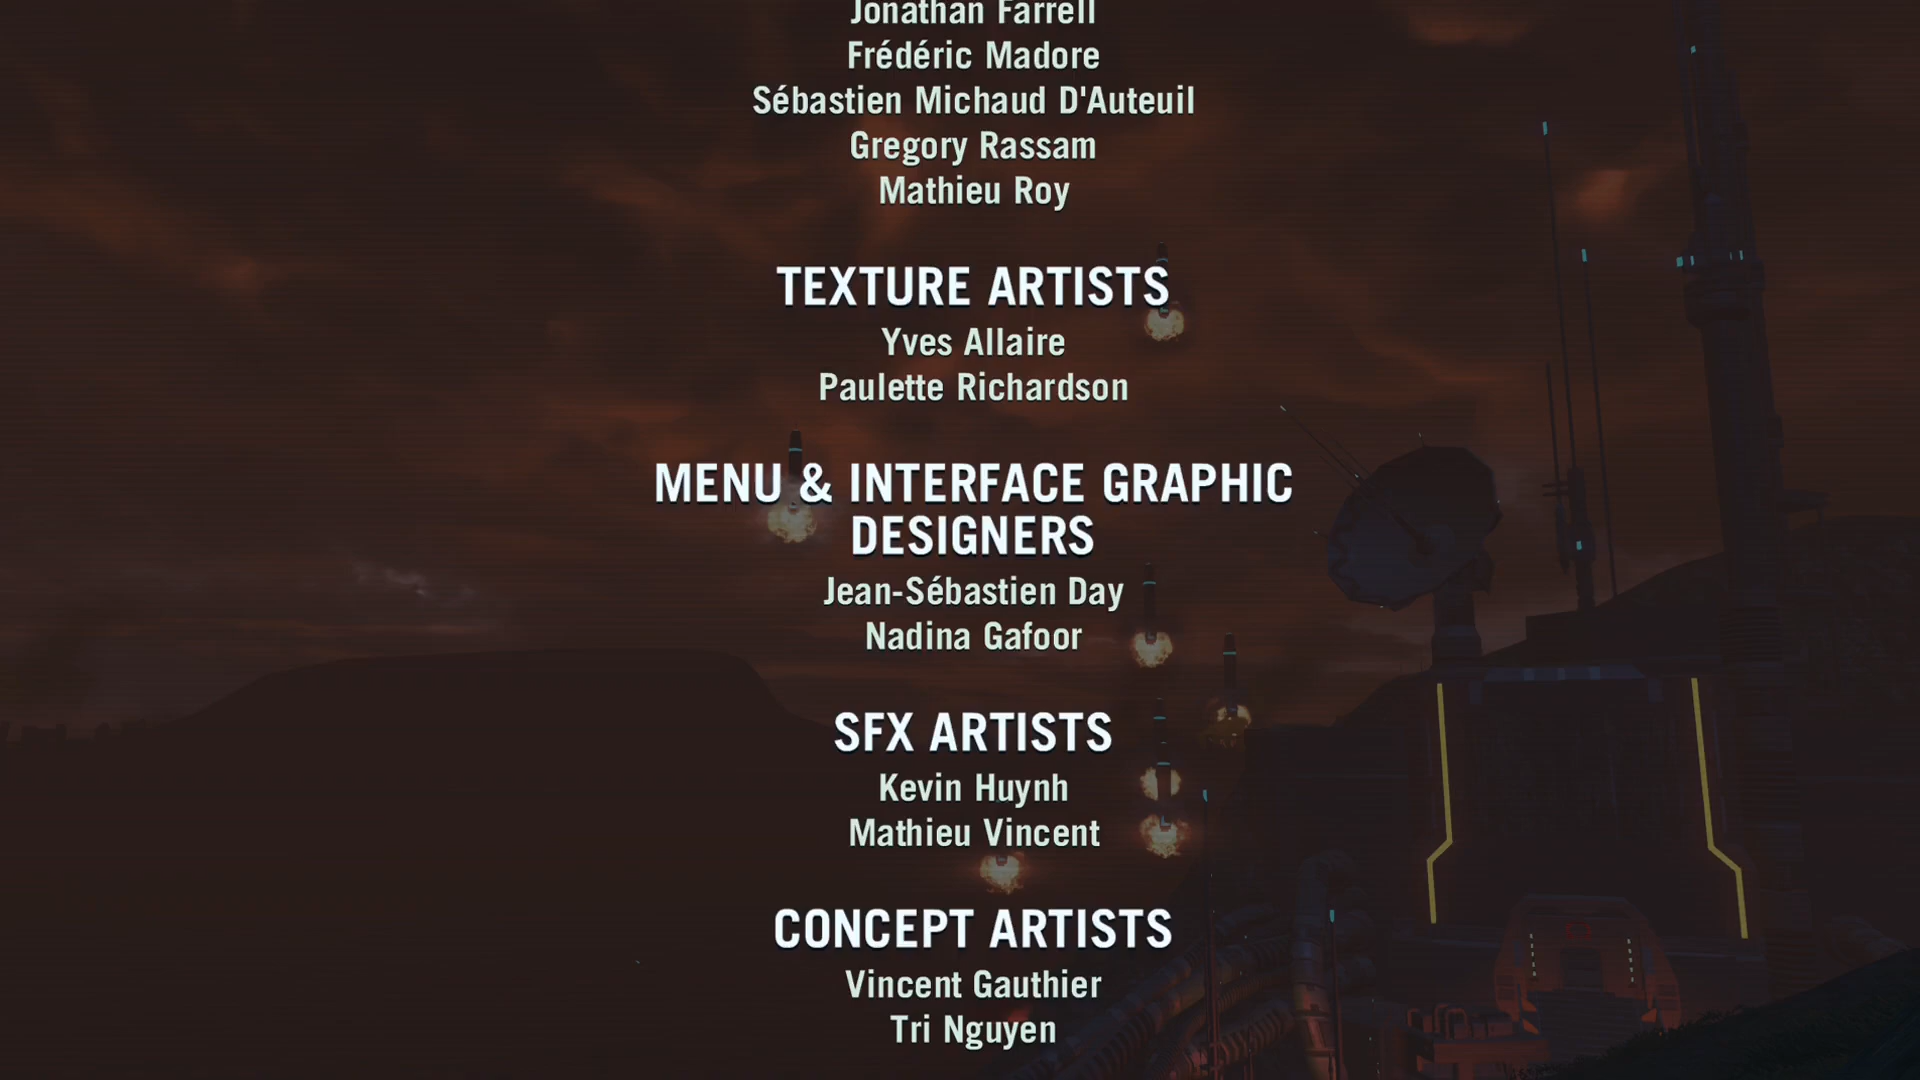 Jonathan Farrell
Frédéric Madore
Sébastien Michaud D'Auteuil
Gregory Rassam
Mathieu Roy
TEXTURE ARTISTS
Yves Allaire
Paulette Richardson
MENU & INTERFACE GRAPHIC
DESIGNERS
Jean-Sébastien Day
Nadina Gafoor
SFX ARTISTS
Kevin Huynh
Mathieu Vincent
CONCEPT ARTISTS
Vincent Gauthier
Tri Nguyen